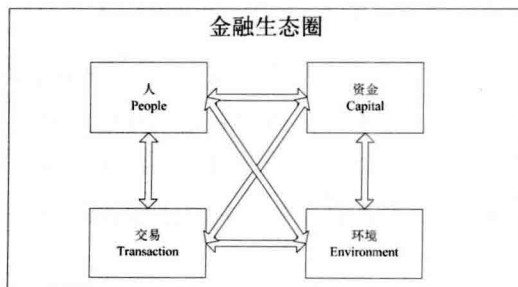 金融生态圈
人
People
资金
Capital
交易
Transaction
环境
Environment